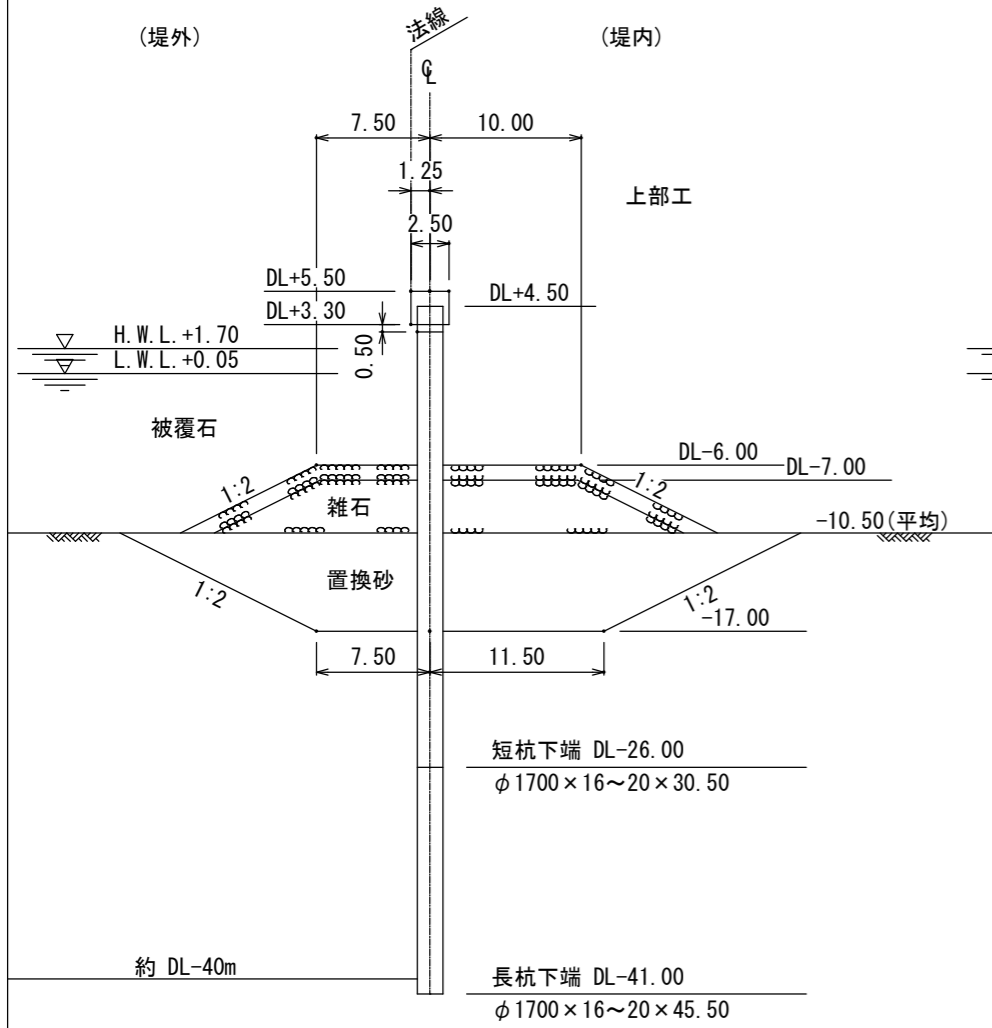 (堤外)
法線
(堤内)
℄
7.50
10.00
1.25
上部工
2.50
DL+5.50
DL+4.50
DL+3.30
H.W.L.+1.70
0.50
L.W.L.+0.05
被覆石
DL-6.00
DL-7.00
1:2
1:2
雑石
-10.50(平均)
置換砂
1:2
1:2
-17.00
7.50
11.50
短杭下端 DL-26.00
φ1700×16～20×30.50
約 DL-40m
長杭下端 DL-41.00
φ1700×16～20×45.50